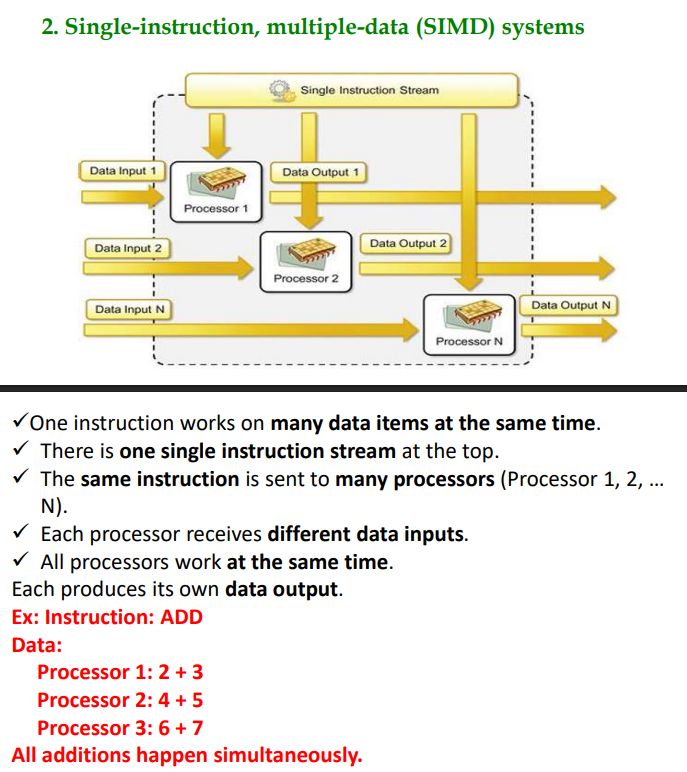 2. Single-instruction, multiple-data (SIMD) systems
Single Instruction Stream
Data Input 1
Data Output 1
Processor 1
Data Input 2
Data Output 2
Processor 2
Data Input N
Data Output N
Processor N
✓One instruction works on many data items at the same time.
✓ There is one single instruction stream at the top.
✓ The same instruction is sent to many processors (Processor 1, 2, ...
N).
✓ Each processor receives different data inputs.
✓ All processors work at the same time.
Each produces its own data output.
Ex: Instruction: ADD
Data:
Processor 1: 2 + 3
Processor 2: 4 + 5
Processor 3: 6 + 7
All additions happen simultaneously.